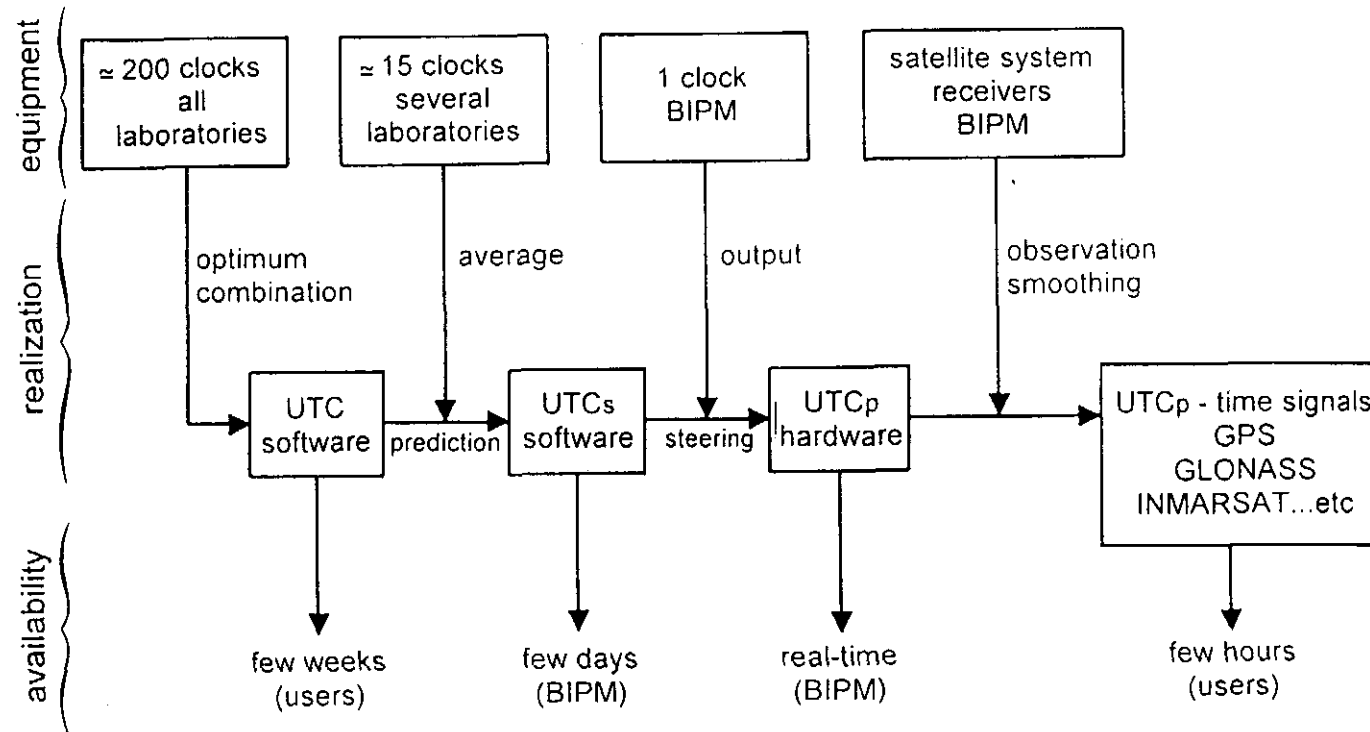 equipment
≃ 200 clocks
all
laboratories
≃ 15 clocks
several
laboratories
1 clock
BIPM
satellite system
receivers
BIPM
realization
optimum
combination
average
output
observation
smoothing
UTC
software
prediction
UTCs
software
steering
UTCp
hardware
UTCp - time signals
GPS
GLONASS
INMARSAT...etc
availability
few weeks
(users)
few days
(BIPM)
real-time
(BIPM)
few hours
(users)